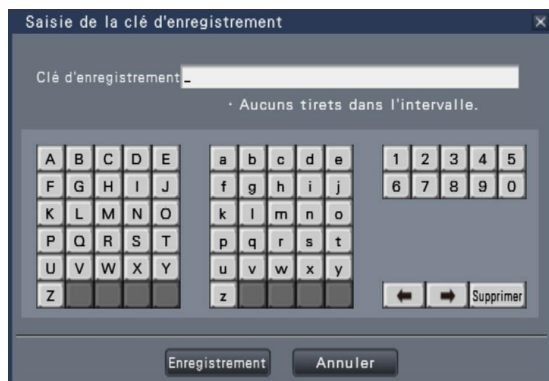 Saisie de la clé d'enregistrement
Clé d'enregistrement
· Aucuns tirets dans l'intervalle.
A B C D E a b c d e 1 2 3 4 5
F G H I J f g h i j 6 7 8 9 0
K L M N O k l m n o
P Q R S T p q r s t
U V W X Y u v w x y
Z z ← → Supprimer
Enregistrement Annuler